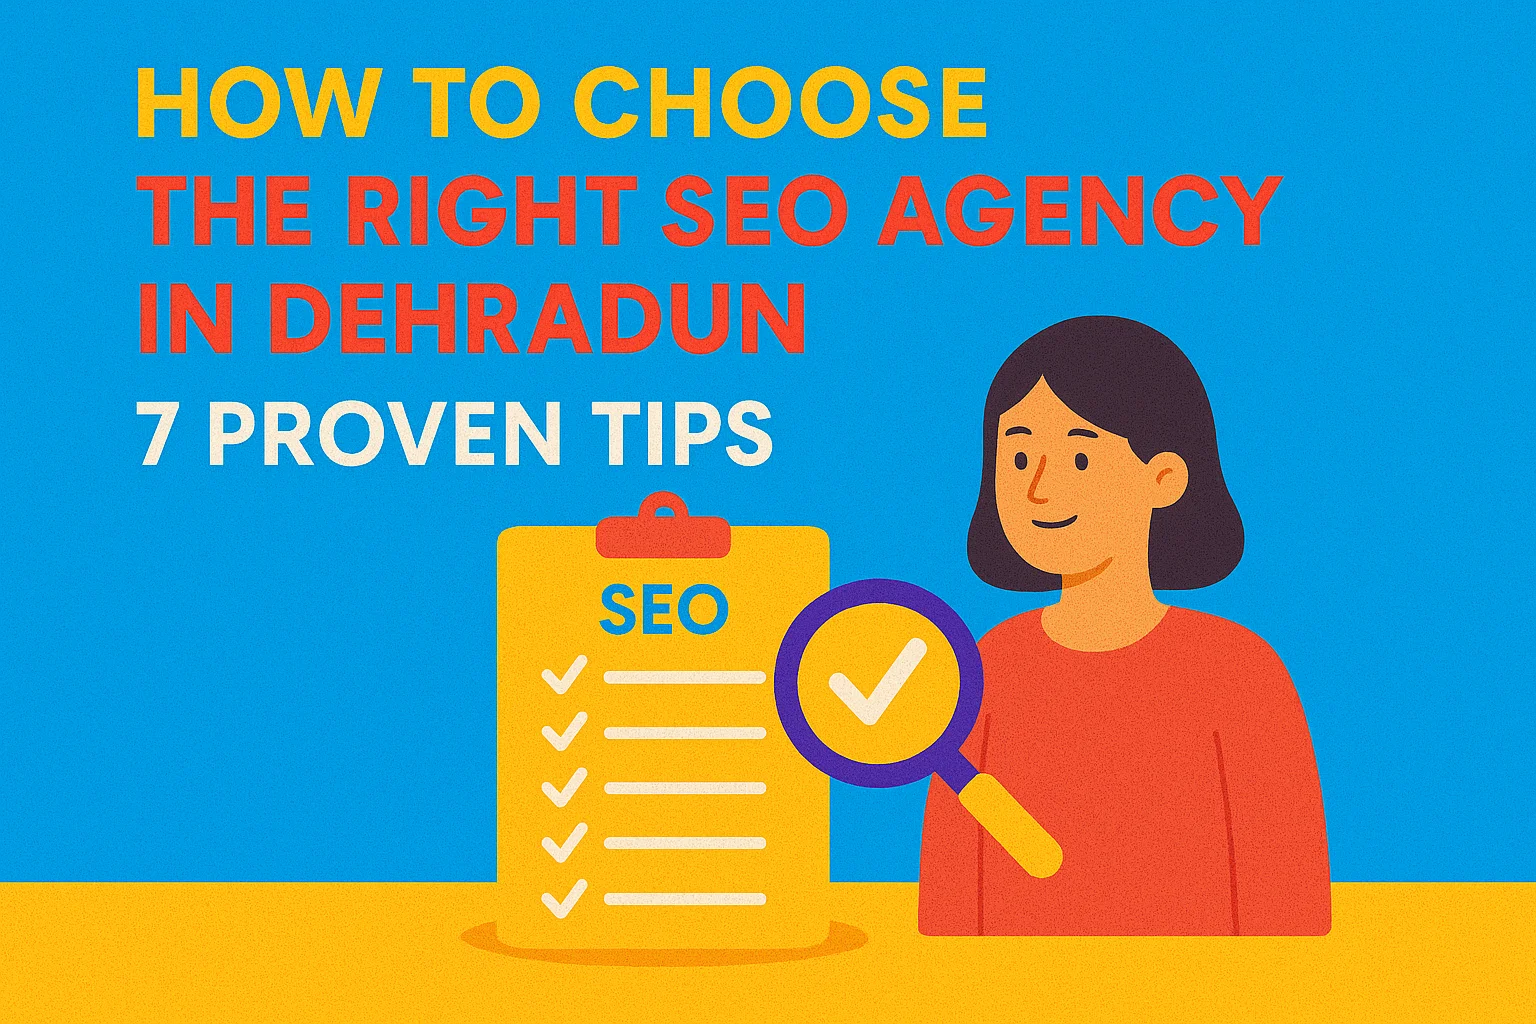 HOW TO CHOOSE
THE RIGHT SEO AGENCY
IN DEHRADUN
7 PROVEN TIPS
SEO